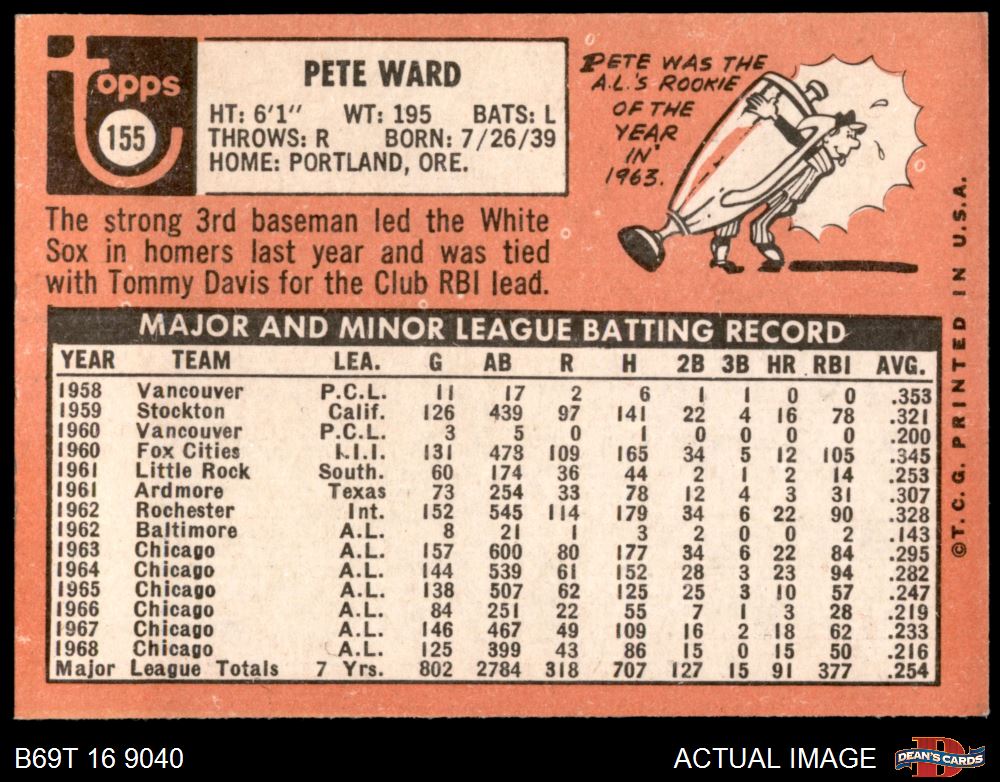 topps
155
PETE WARD
HT: 6'1" WT: 195 BATS: L
THROWS: R BORN: 7/26/39
HOME: PORTLAND, ORE.
PETE WAS THE
A.L.'S ROOKIE
OF THE
YEAR
IN
1963.
The strong 3rd baseman led the White
Sox in homers last year and was tied
with Tommy Davis for the Club RBI lead.
MAJOR AND MINOR LEAGUE BATTING RECORD
YEAR TEAM LEA. G AB R H 2B 3B HR RBI AVG.
1958 Vancouver P.C.L. 11 17 2 6 1 1 0 0 .353
1959 Stockton Calif. 126 439 97 141 22 4 16 78 .321
1960 Vancouver P.C.L. 3 5 0 1 0 0 0 0 .200
1960 Fox Cities I.I.I. 131 478 109 165 34 5 12 105 .345
1961 Little Rock South. 60 174 36 44 2 1 2 14 .253
1961 Ardmore Texas 73 254 33 78 12 4 3 31 .307
1962 Rochester Int. 152 545 114 179 34 6 22 90 .328
1962 Baltimore A.L. 8 21 1 3 2 0 0 2 .143
1963 Chicago A.L. 157 600 80 177 34 6 22 84 .295
1964 Chicago A.L. 144 539 61 152 28 3 23 94 .282
1965 Chicago A.L. 138 507 62 125 25 3 10 57 .247
1966 Chicago A.L. 84 251 22 55 7 1 3 28 .219
1967 Chicago A.L. 146 467 49 109 16 2 18 62 .233
1968 Chicago A.L. 125 399 43 86 15 0 15 50 .216
Major League Totals 7 Yrs. 802 2784 318 707 127 15 91 377 .254
©T.C.G. PRINTED IN U.S.A.
B69T 16 9040
ACTUAL IMAGE
D
DEAN'S CARDS